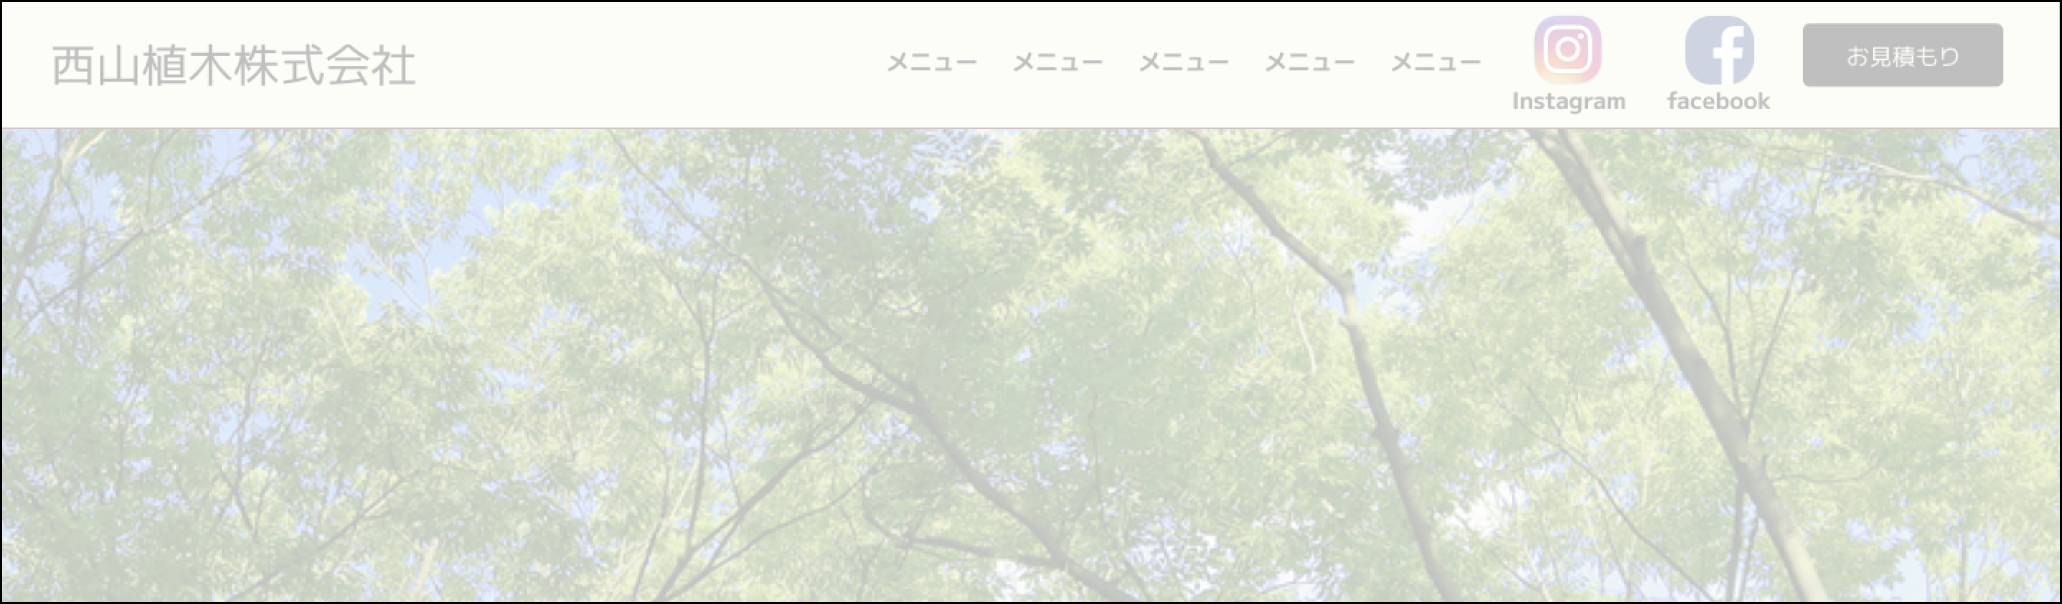 西山植木株式会社
メニュー メニュー メニュー メニュー メニュー
Instagram
facebook
お見積もり